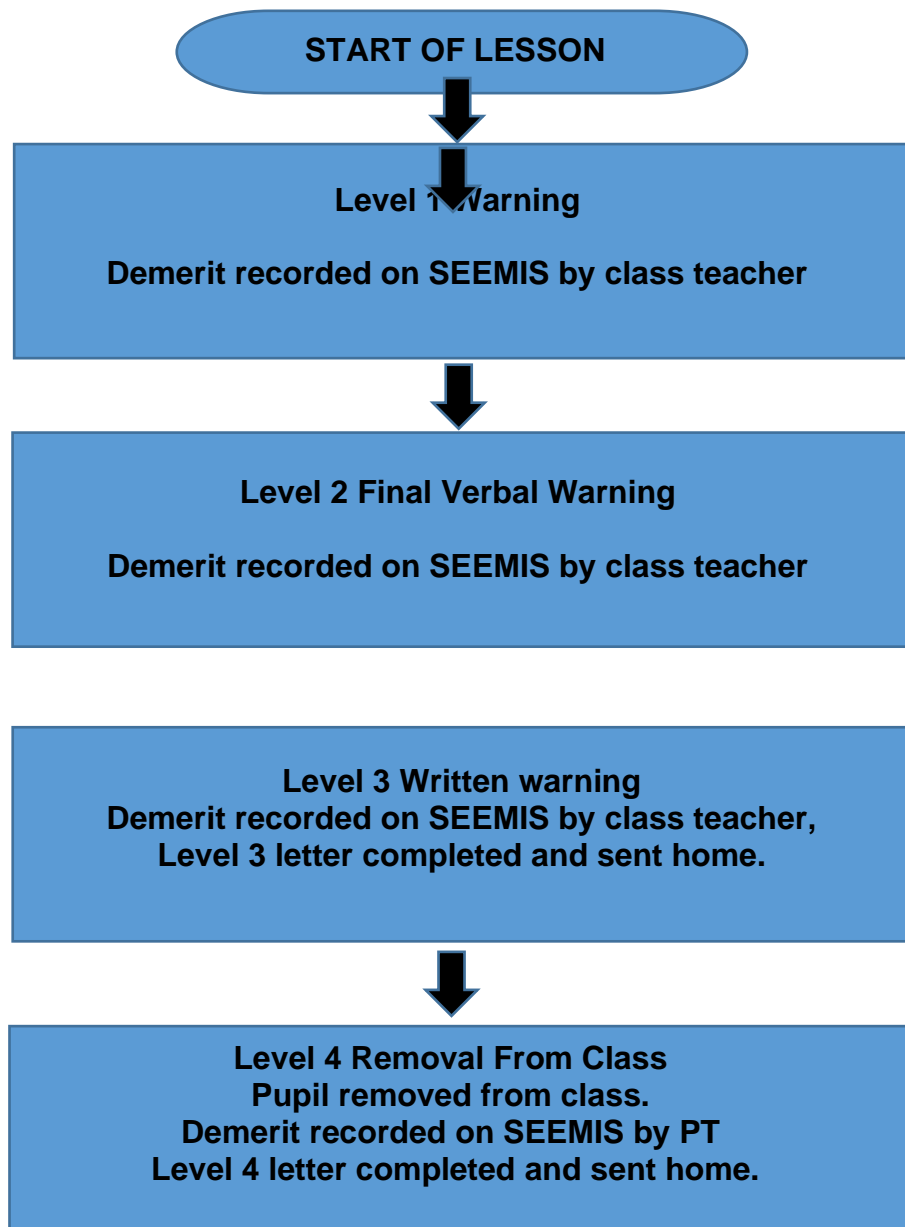 START OF LESSON
Level 1 Warning
Demerit recorded on SEEMIS by class teacher
Level 2 Final Verbal Warning
Demerit recorded on SEEMIS by class teacher
Level 3 Written warning
Demerit recorded on SEEMIS by class teacher,
Level 3 letter completed and sent home.
Level 4 Removal From Class
Pupil removed from class.
Demerit recorded on SEEMIS by PT
Level 4 letter completed and sent home.